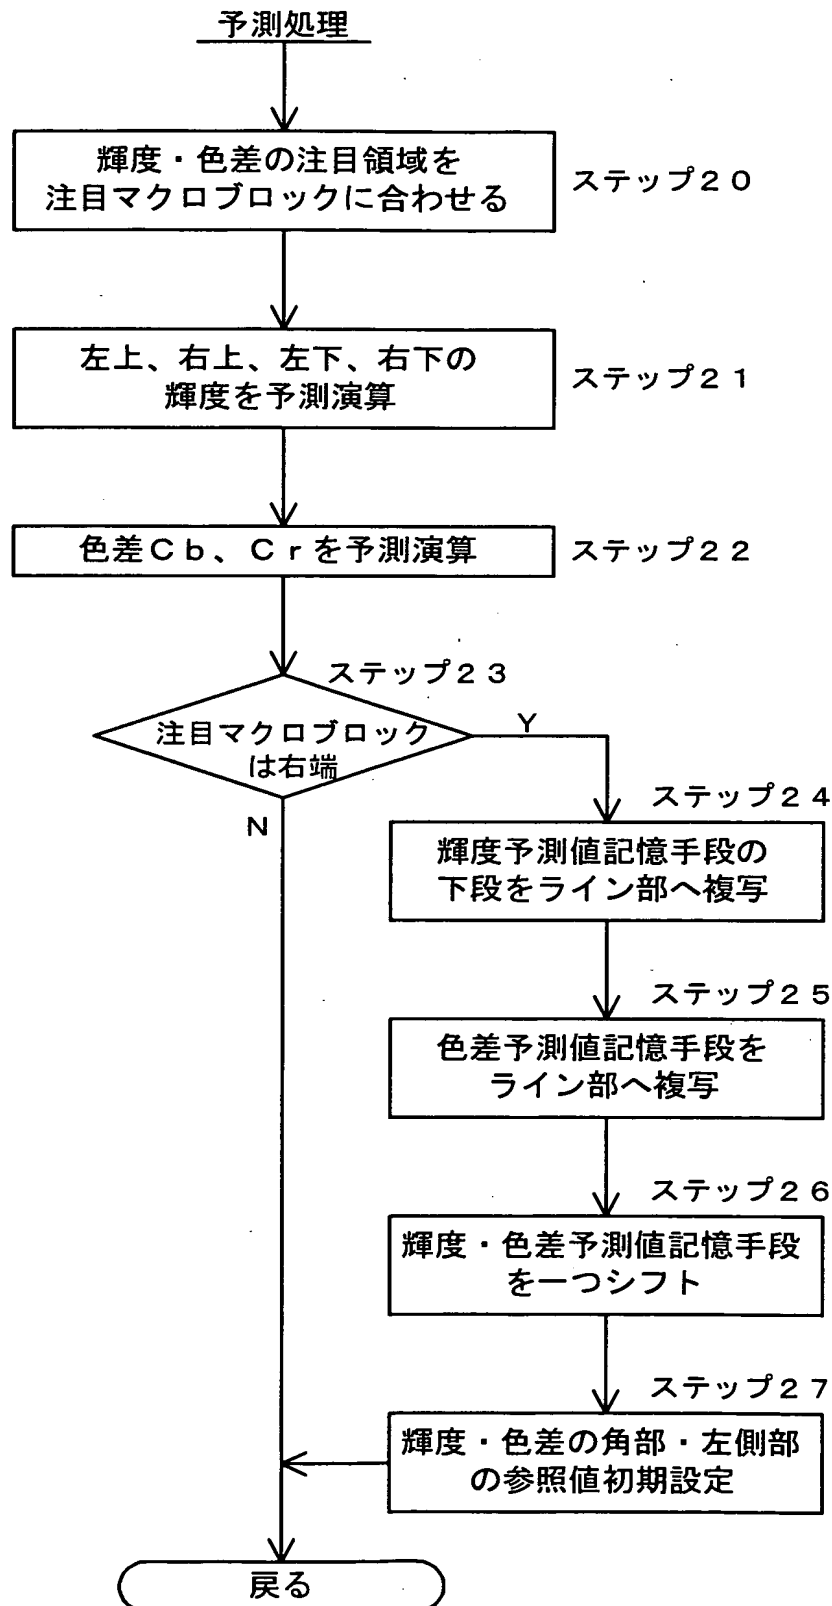 予測処理
輝度・色差の注目領域を
注目マクロブロックに合わせる
ステップ20
左上、右上、左下、右下の
輝度を予測演算
ステップ21
色差Cb、Crを予測演算
ステップ22
ステップ23
注目マクロブロック
は右端
Y
N
ステップ24
輝度予測値記憶手段の
下段をライン部へ複写
ステップ25
色差予測値記憶手段を
ライン部へ複写
ステップ26
輝度・色差予測値記憶手段
を一つシフト
ステップ27
輝度・色差の角部・左側部
の参照値初期設定
戻る